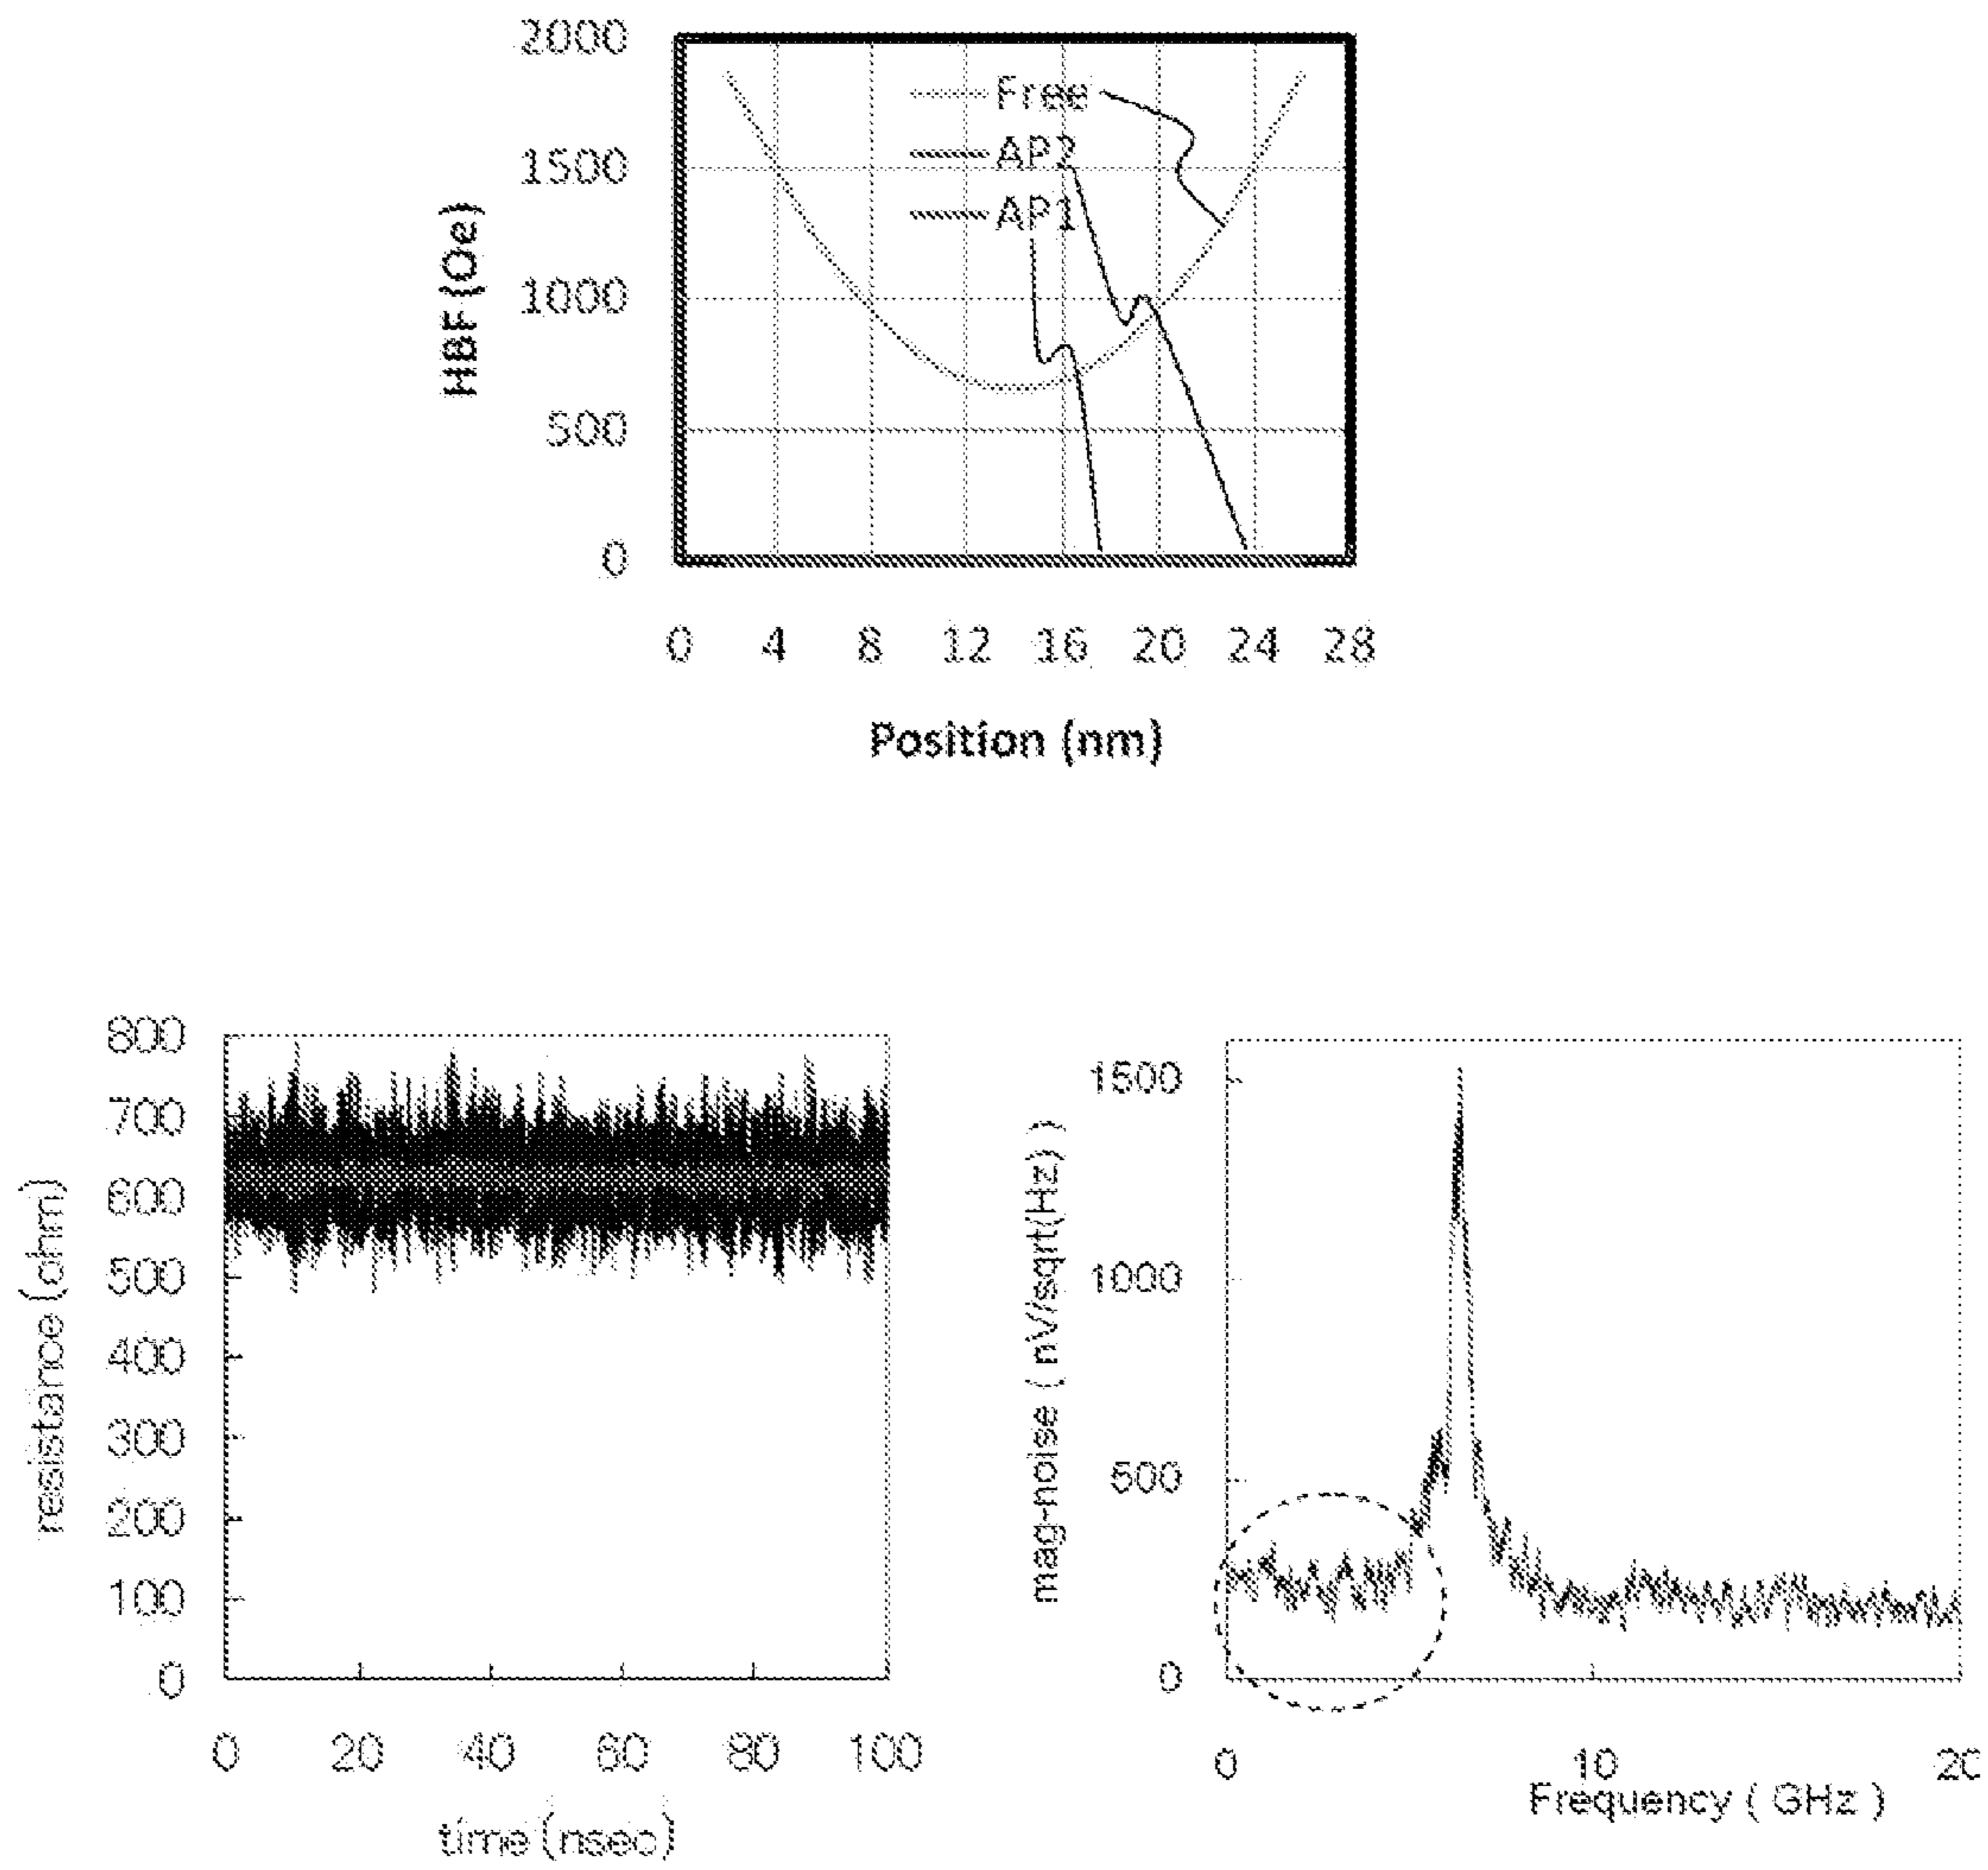 2000
1500
1000
500
0
HBF (Oe)
Free
AP2
AP1
0 4 8 12 16 20 24 28
Position (nm)
800
700
600
500
400
300
200
100
0
resistance (ohm)
0 20 40 60 80 100
time (nsec)
1500
1000
500
0
mag-noise ( nV/sqrt(Hz) )
0 10 20
Frequency ( GHz )